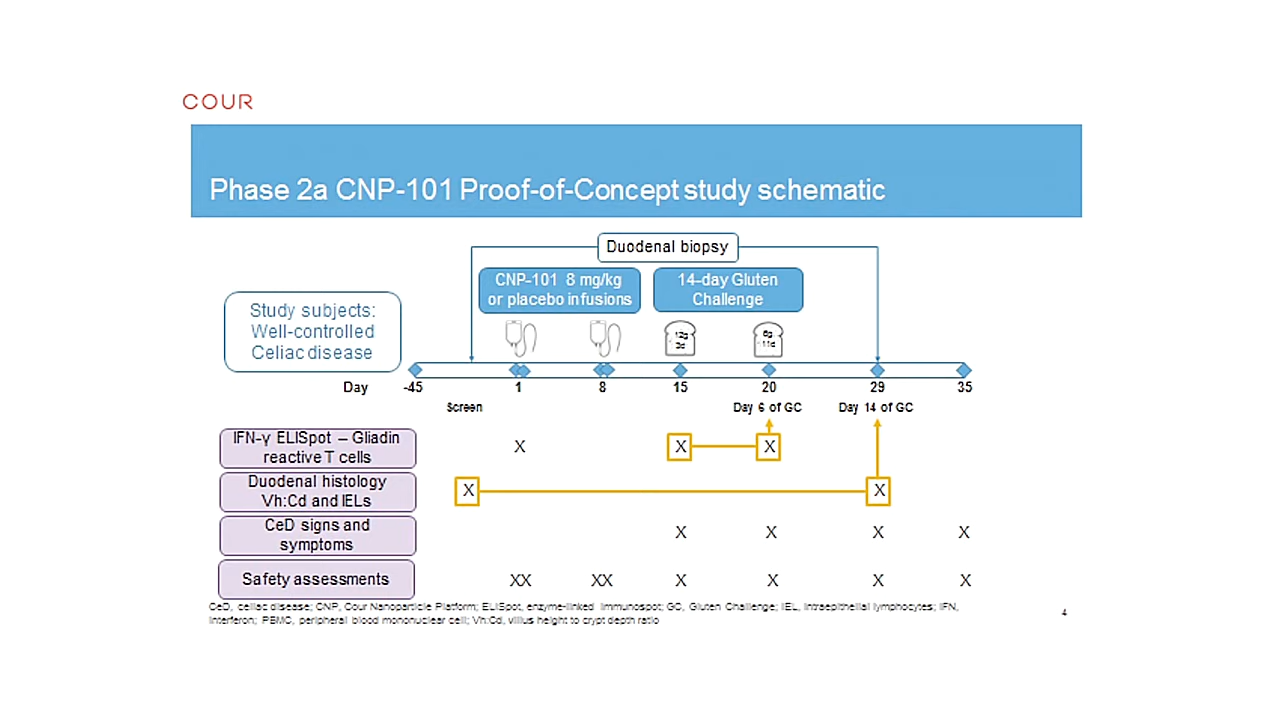 COUR
Phase 2a CNP-101 Proof-of-Concept study schematic
Duodenal biopsy
CNP-101 8 mg/kg
or placebo infusions
14-day Gluten
Challenge
Study subjects:
Well-controlled
Celiac disease
12g
2d
6g
11d
Day -45 1 8 15 20 29 35
Screen Day 6 of GC Day 14 of GC
IFN-γ ELISpot – Gliadin
reactive T cells
X X X
Duodenal histology
Vh:Cd and IELs
X X
CeD signs and
symptoms
X X X X
Safety assessments XX XX X X X X
CeD, celiac disease; CNP, Cour Nanoparticle Platform; ELISpot, enzyme-linked immunospot; GC, Gluten Challenge; IEL, intraepithelial lymphocytes; IFN,
interferon; PBMC, peripheral blood mononuclear cell; Vh:Cd, villus height to crypt depth ratio
4